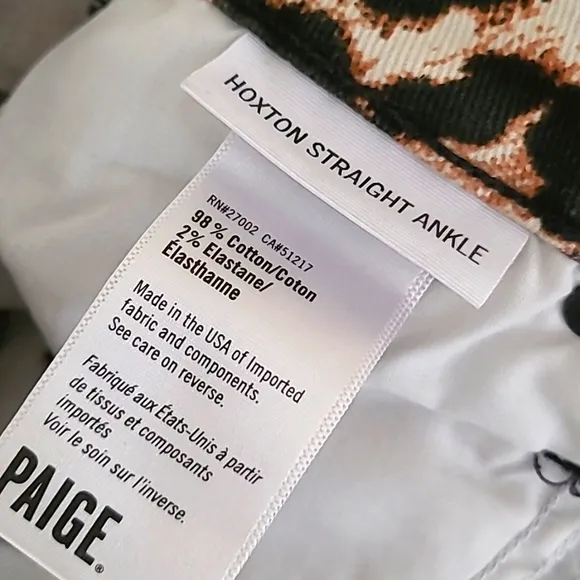 HOXTON STRAIGHT ANKLE
RN#27002 CA#51217
98% Cotton/Coton
2% Elastane/
Élasthanne
Made in the USA of Imported
fabric and components.
See care on reverse.
Fabriqué aux États-Unis à partir
de tissus et composants
importés
Voir le soin sur l'inverse.
PAIGE®